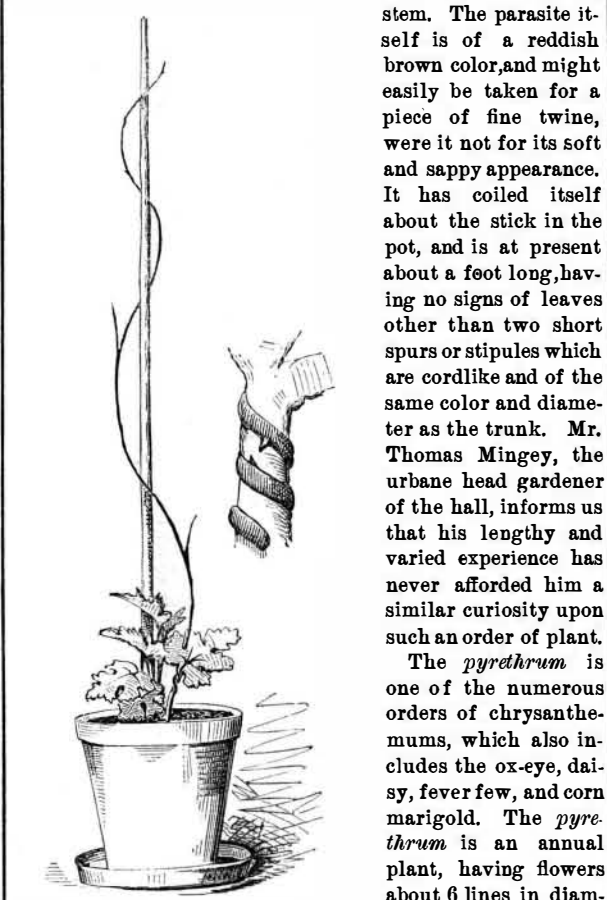 stem. The parasite it-
self is of a reddish
brown color,and might
easily be taken for a
piece of fine twine,
were it not for its soft
and sappy appearance.
It has coiled itself
about the stick in the
pot, and is at present
about a foot long,hav-
ing no signs of leaves
other than two short
spurs or stipules which
are cordlike and of the
same color and diame-
ter as the trunk. Mr.
Thomas Mingey, the
urbane head gardener
of the hall, informs us
that his lengthy and
varied experience has
never afforded him a
similar curiosity upon
such an order of plant.
The pyrethrum is
one of the numerous
orders of chrysanthe-
mums, which also in-
cludes the ox-eye, dai-
sy, fever few, and corn
marigold. The pyre-
thrum is an annual
plant, having flowers
about 6 lines in diam-